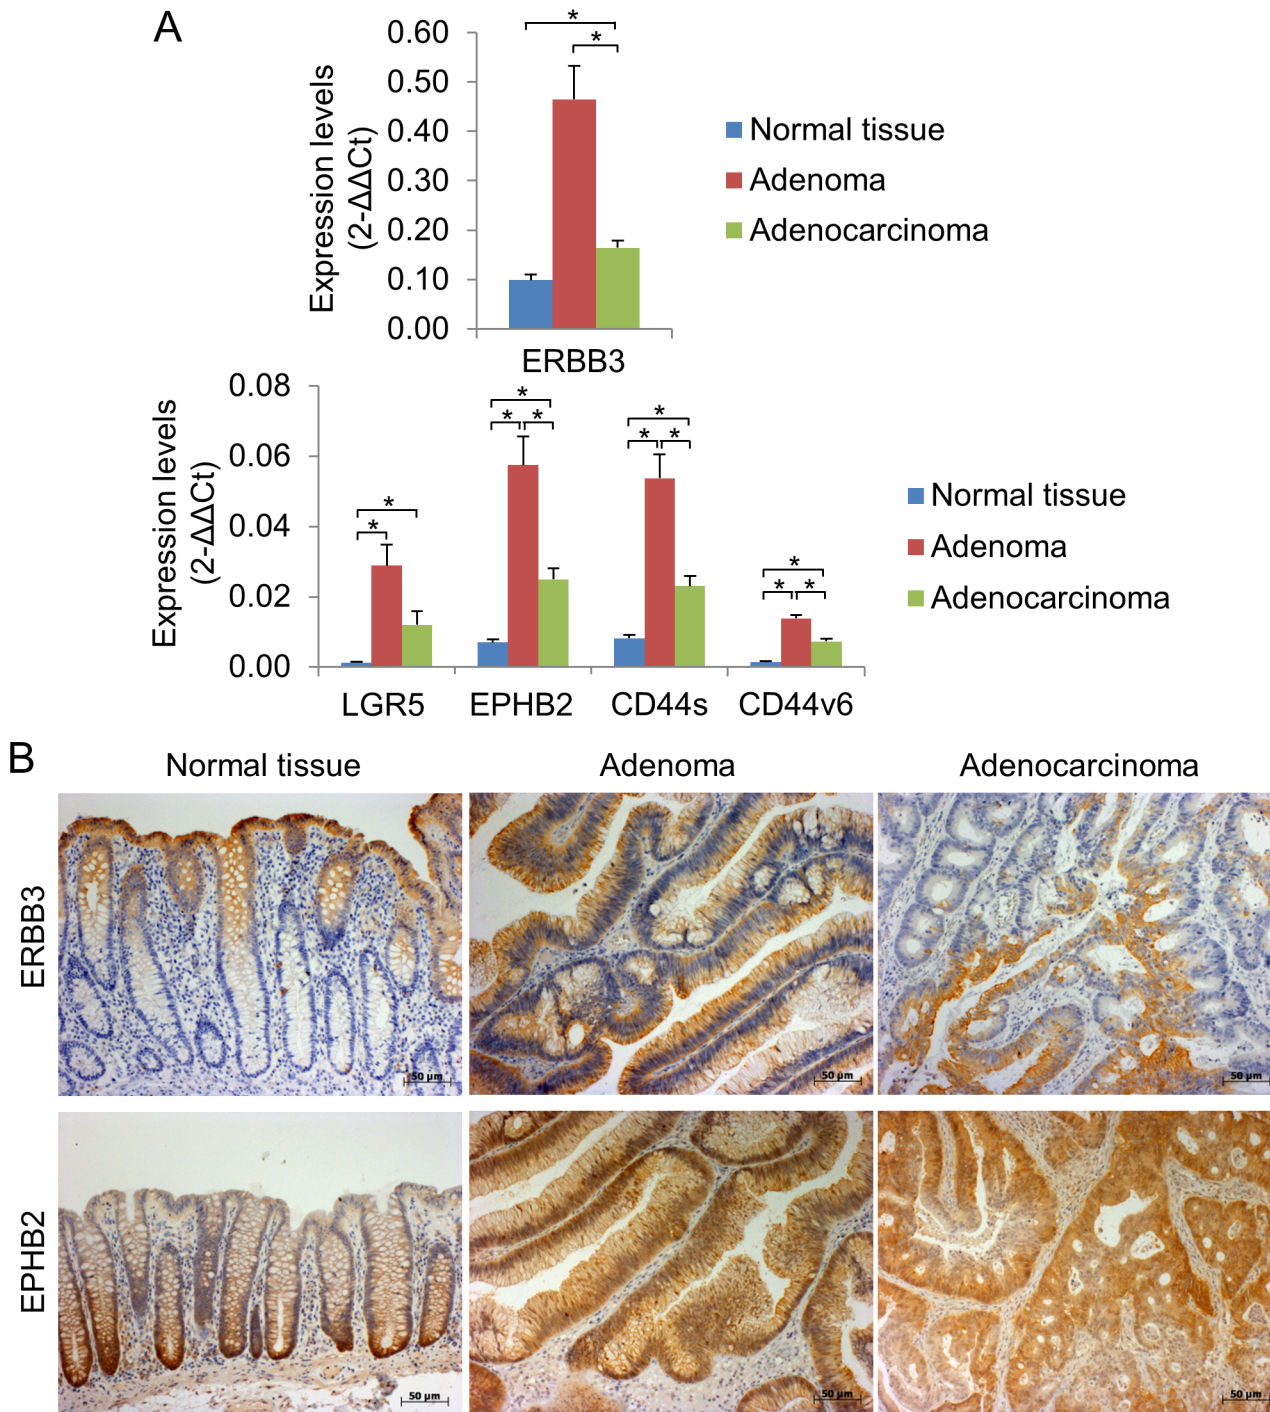 A
*
*
0.60
0.50
0.40
0.30
0.20
0.10
0.00
Expression levels
(2-ΔΔCt)
ERBB3
Normal tissue
Adenoma
Adenocarcinoma
0.08
0.06
0.04
0.02
0.00
Expression levels
(2-ΔΔCt)
*
*
*
* *
*
* *
*
* *
LGR5 EPHB2 CD44s CD44v6
Normal tissue
Adenoma
Adenocarcinoma
B
Normal tissue Adenoma Adenocarcinoma
ERBB3
50 µm 50 µm 50 µm
EPHB2
50 µm 50 µm 50 µm